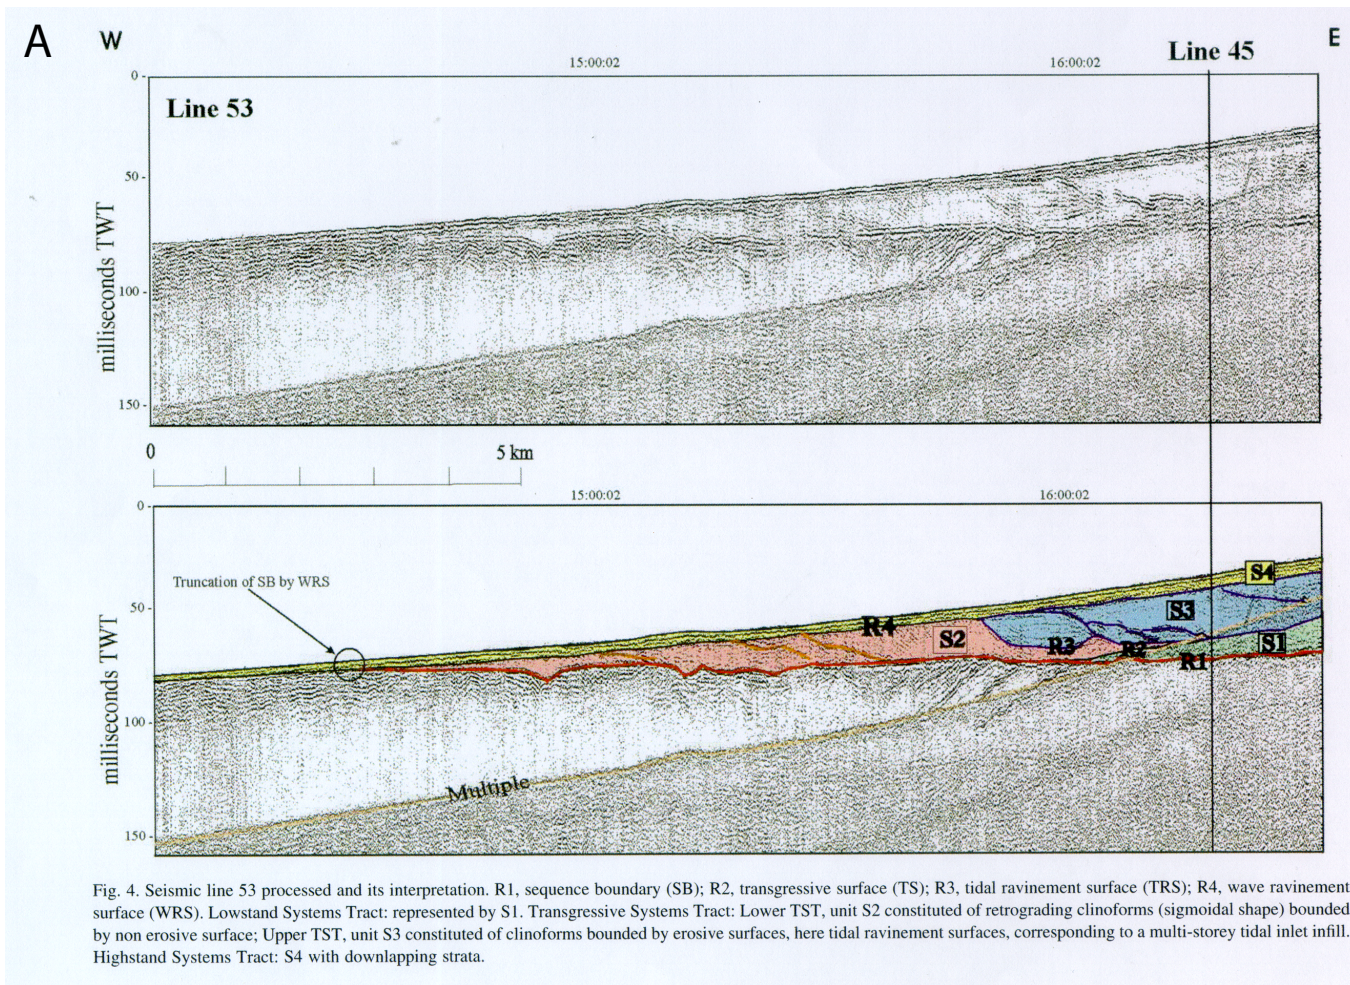 A
W
E
Line 45
15:00:02
16:00:02
0
Line 53
50
100
150
milliseconds TWT
0
5 km
15:00:02
16:00:02
0
Truncation of SB by WRS
50
100
150
milliseconds TWT
S4
S3
R4
S2
R3
R2
S1
R1
Multiple
Fig. 4. Seismic line 53 processed and its interpretation. R1, sequence boundary (SB); R2, transgressive surface (TS); R3, tidal ravinement surface (TRS); R4, wave ravinement
surface (WRS). Lowstand Systems Tract: represented by S1. Transgressive Systems Tract: Lower TST, unit S2 constituted of retrograding clinoforms (sigmoidal shape) bounded
by non erosive surface; Upper TST, unit S3 constituted of clinoforms bounded by erosive surfaces, here tidal ravinement surfaces, corresponding to a multi-storey tidal inlet infill.
Highstand Systems Tract: S4 with downlapping strata.